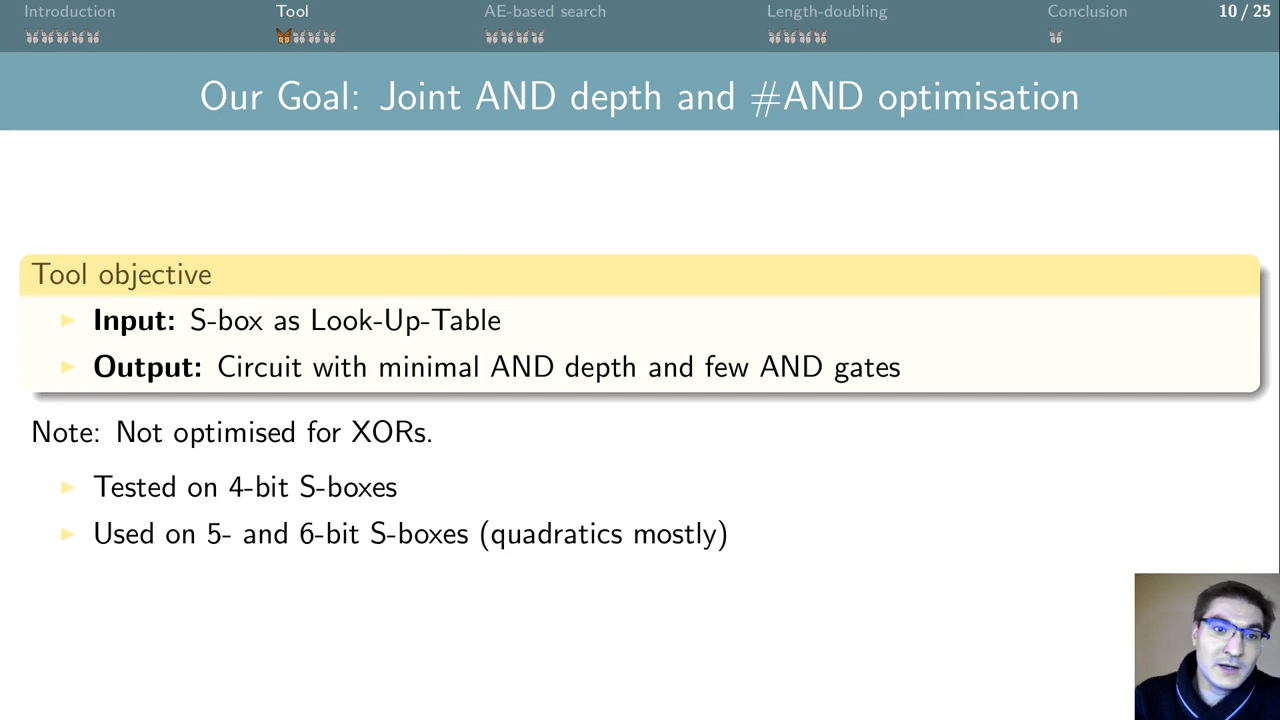 Introduction
Tool
AE-based search
Length-doubling
Conclusion
10 / 25
Our Goal: Joint AND depth and #AND optimisation
Tool objective
Input: S-box as Look-Up-Table
Output: Circuit with minimal AND depth and few AND gates
Note: Not optimised for XORs.
Tested on 4-bit S-boxes
Used on 5- and 6-bit S-boxes (quadratics mostly)